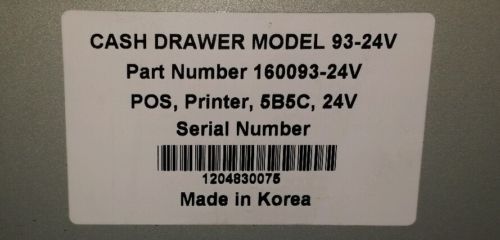 CASH DRAWER MODEL 93-24V
Part Number 160093-24V
POS, Printer, 5B5C, 24V
Serial Number
1204830075
Made in Korea